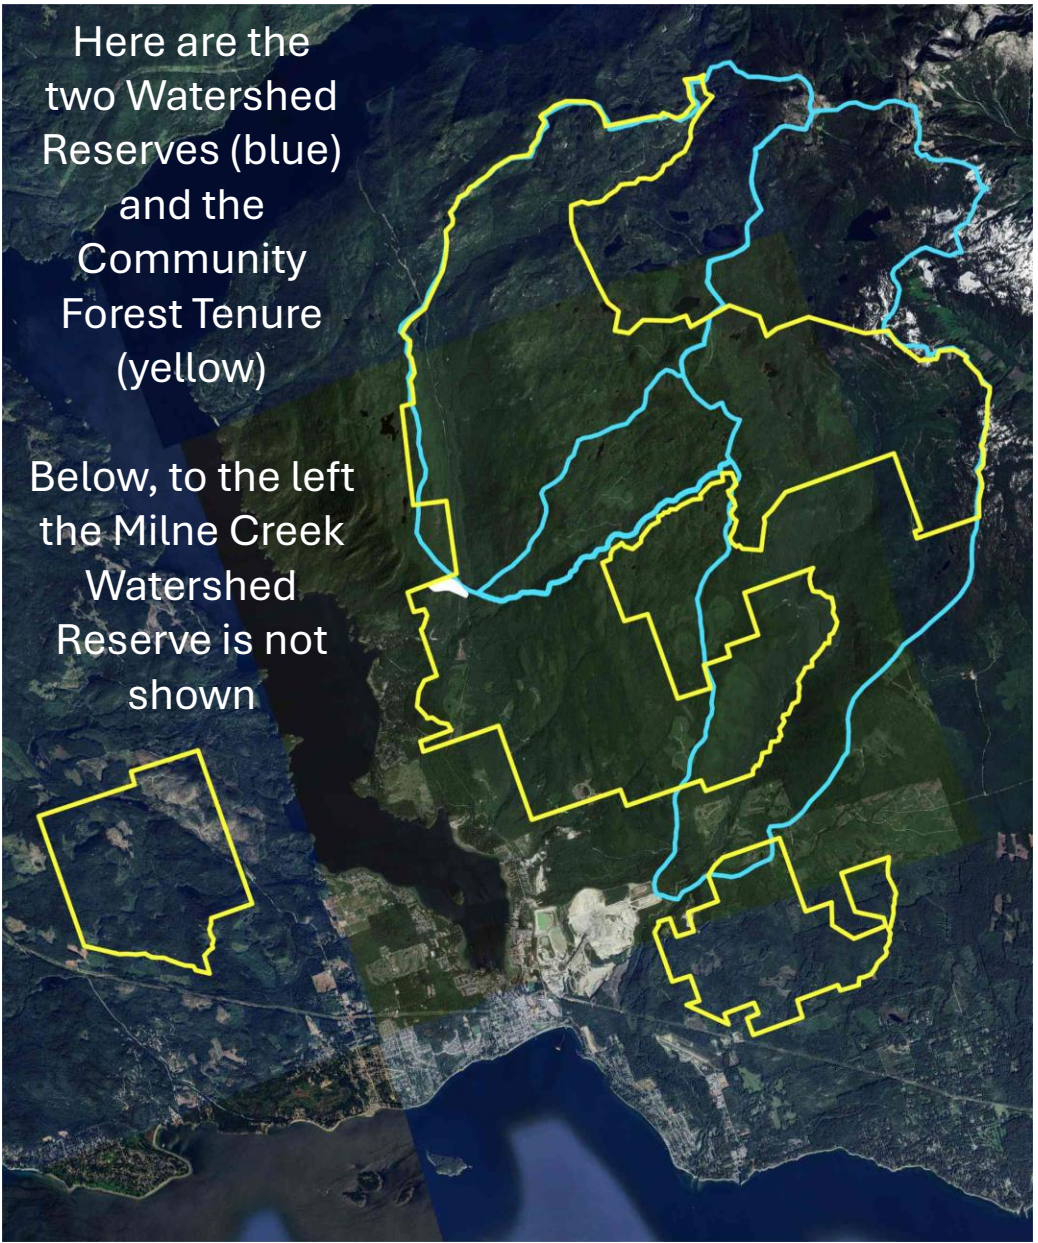 Here are the
two Watershed
Reserves (blue)
and the
Community
Forest Tenure
(yellow)
Below, to the left
the Milne Creek
Watershed
Reserve is not
shown